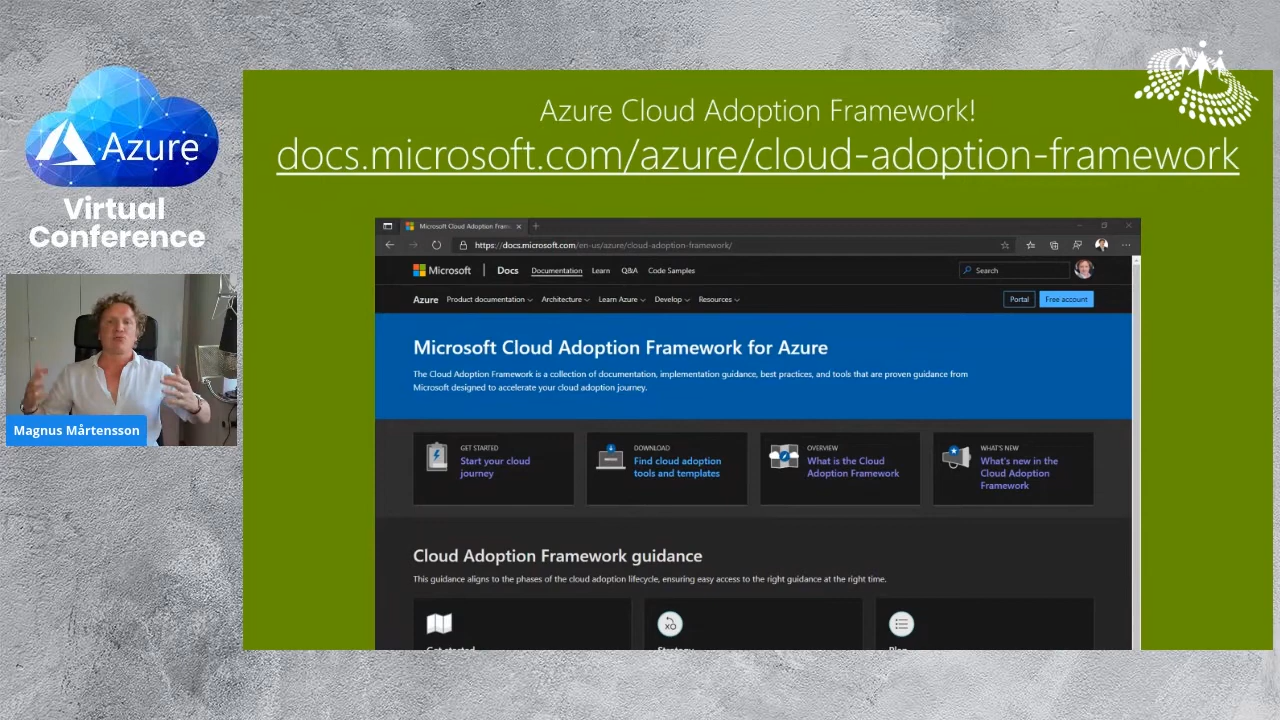 Azure
Virtual
Conference
Magnus Mårtensson
Azure Cloud Adoption Framework!
docs.microsoft.com/azure/cloud-adoption-framework
Microsoft Cloud Adoption Fram
https://docs.microsoft.com/en-us/azure/cloud-adoption-framework/
Microsoft Docs Documentation Learn Q&A Code Samples Search
Azure Product documentation Architecture Learn Azure Develop Resources Portal Free account
Microsoft Cloud Adoption Framework for Azure
The Cloud Adoption Framework is a collection of documentation, implementation guidance, best practices, and tools that are proven guidance from
Microsoft designed to accelerate your cloud adoption journey.
GET STARTED
Start your cloud
journey
DOWNLOAD
Find cloud adoption
tools and templates
OVERVIEW
What is the Cloud
Adoption Framework
WHAT'S NEW
What's new in the
Cloud Adoption
Framework
Cloud Adoption Framework guidance
This guidance aligns to the phases of the cloud adoption lifecycle, ensuring easy access to the right guidance at the right time.
Get started
Strategy
Plan